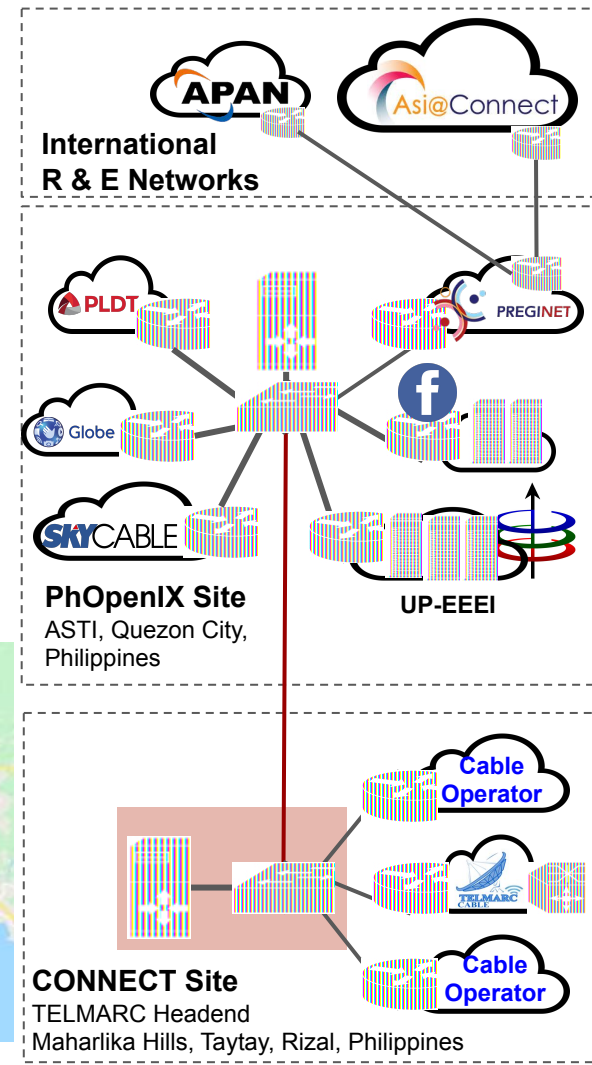 APAN
Asi@Connect
International
R & E Networks
PLDT
PREGINET
f
Globe
SKYCABLE
UP-EEEI
PhOpenIX Site
ASTI, Quezon City,
Philippines
Cable
Operator
TELMARC
CABLE
Cable
Operator
CONNECT Site
TELMARC Headend
Maharlika Hills, Taytay, Rizal, Philippines